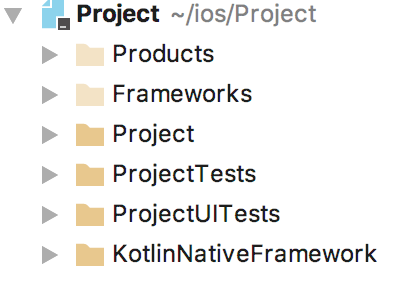 Project ~/ios/Project
Products
Frameworks
Project
ProjectTests
ProjectUITests
KotlinNativeFramework